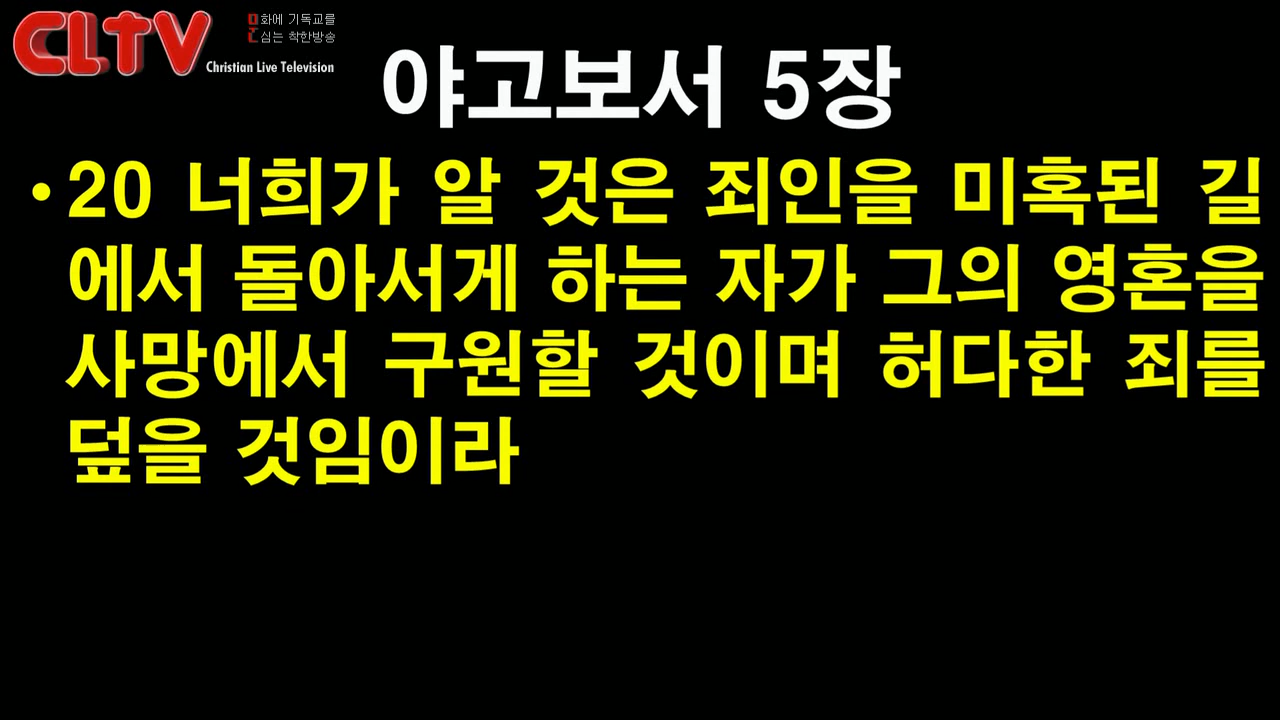 CLTV
문화에 기독교를
심는 착한방송
Christian Live Television
야고보서 5장
• 20 너희가 알 것은 죄인을 미혹된 길
에서 돌아서게 하는 자가 그의 영혼을
사망에서 구원할 것이며 허다한 죄를
덮을 것임이라